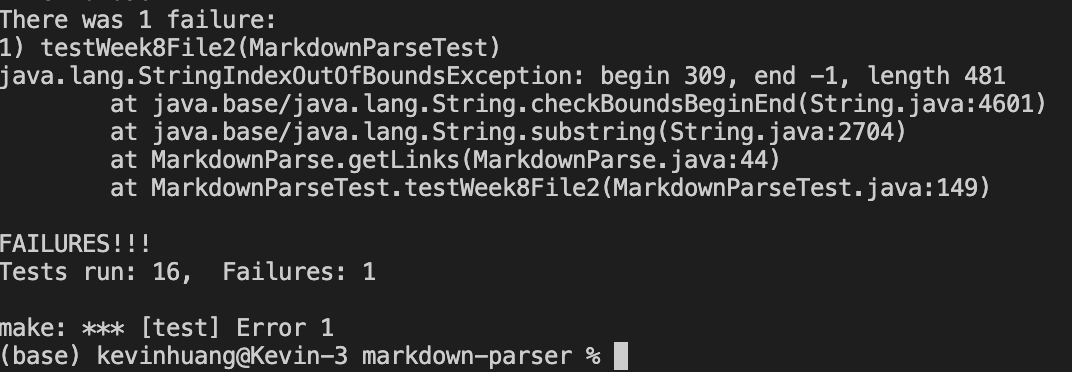 There was 1 failure:
1) testWeek8File2(MarkdownParseTest)
java.lang.StringIndexOutOfBoundsException: begin 309, end -1, length 481
        at java.base/java.lang.String.checkBoundsBeginEnd(String.java:4601)
        at java.base/java.lang.String.substring(String.java:2704)
        at MarkdownParse.getLinks(MarkdownParse.java:44)
        at MarkdownParseTest.testWeek8File2(MarkdownParseTest.java:149)

FAILURES!!!
Tests run: 16,  Failures: 1

make: *** [test] Error 1
(base) kevinhuang@Kevin-3 markdown-parser %